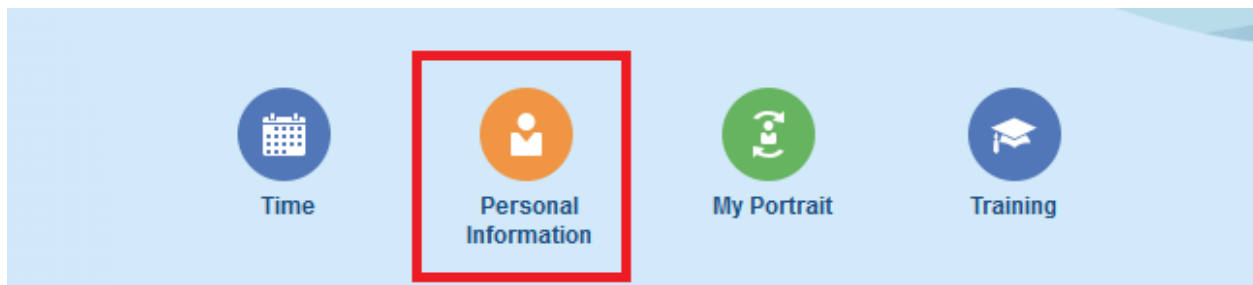 Time
Personal
Information
My Portrait
Training